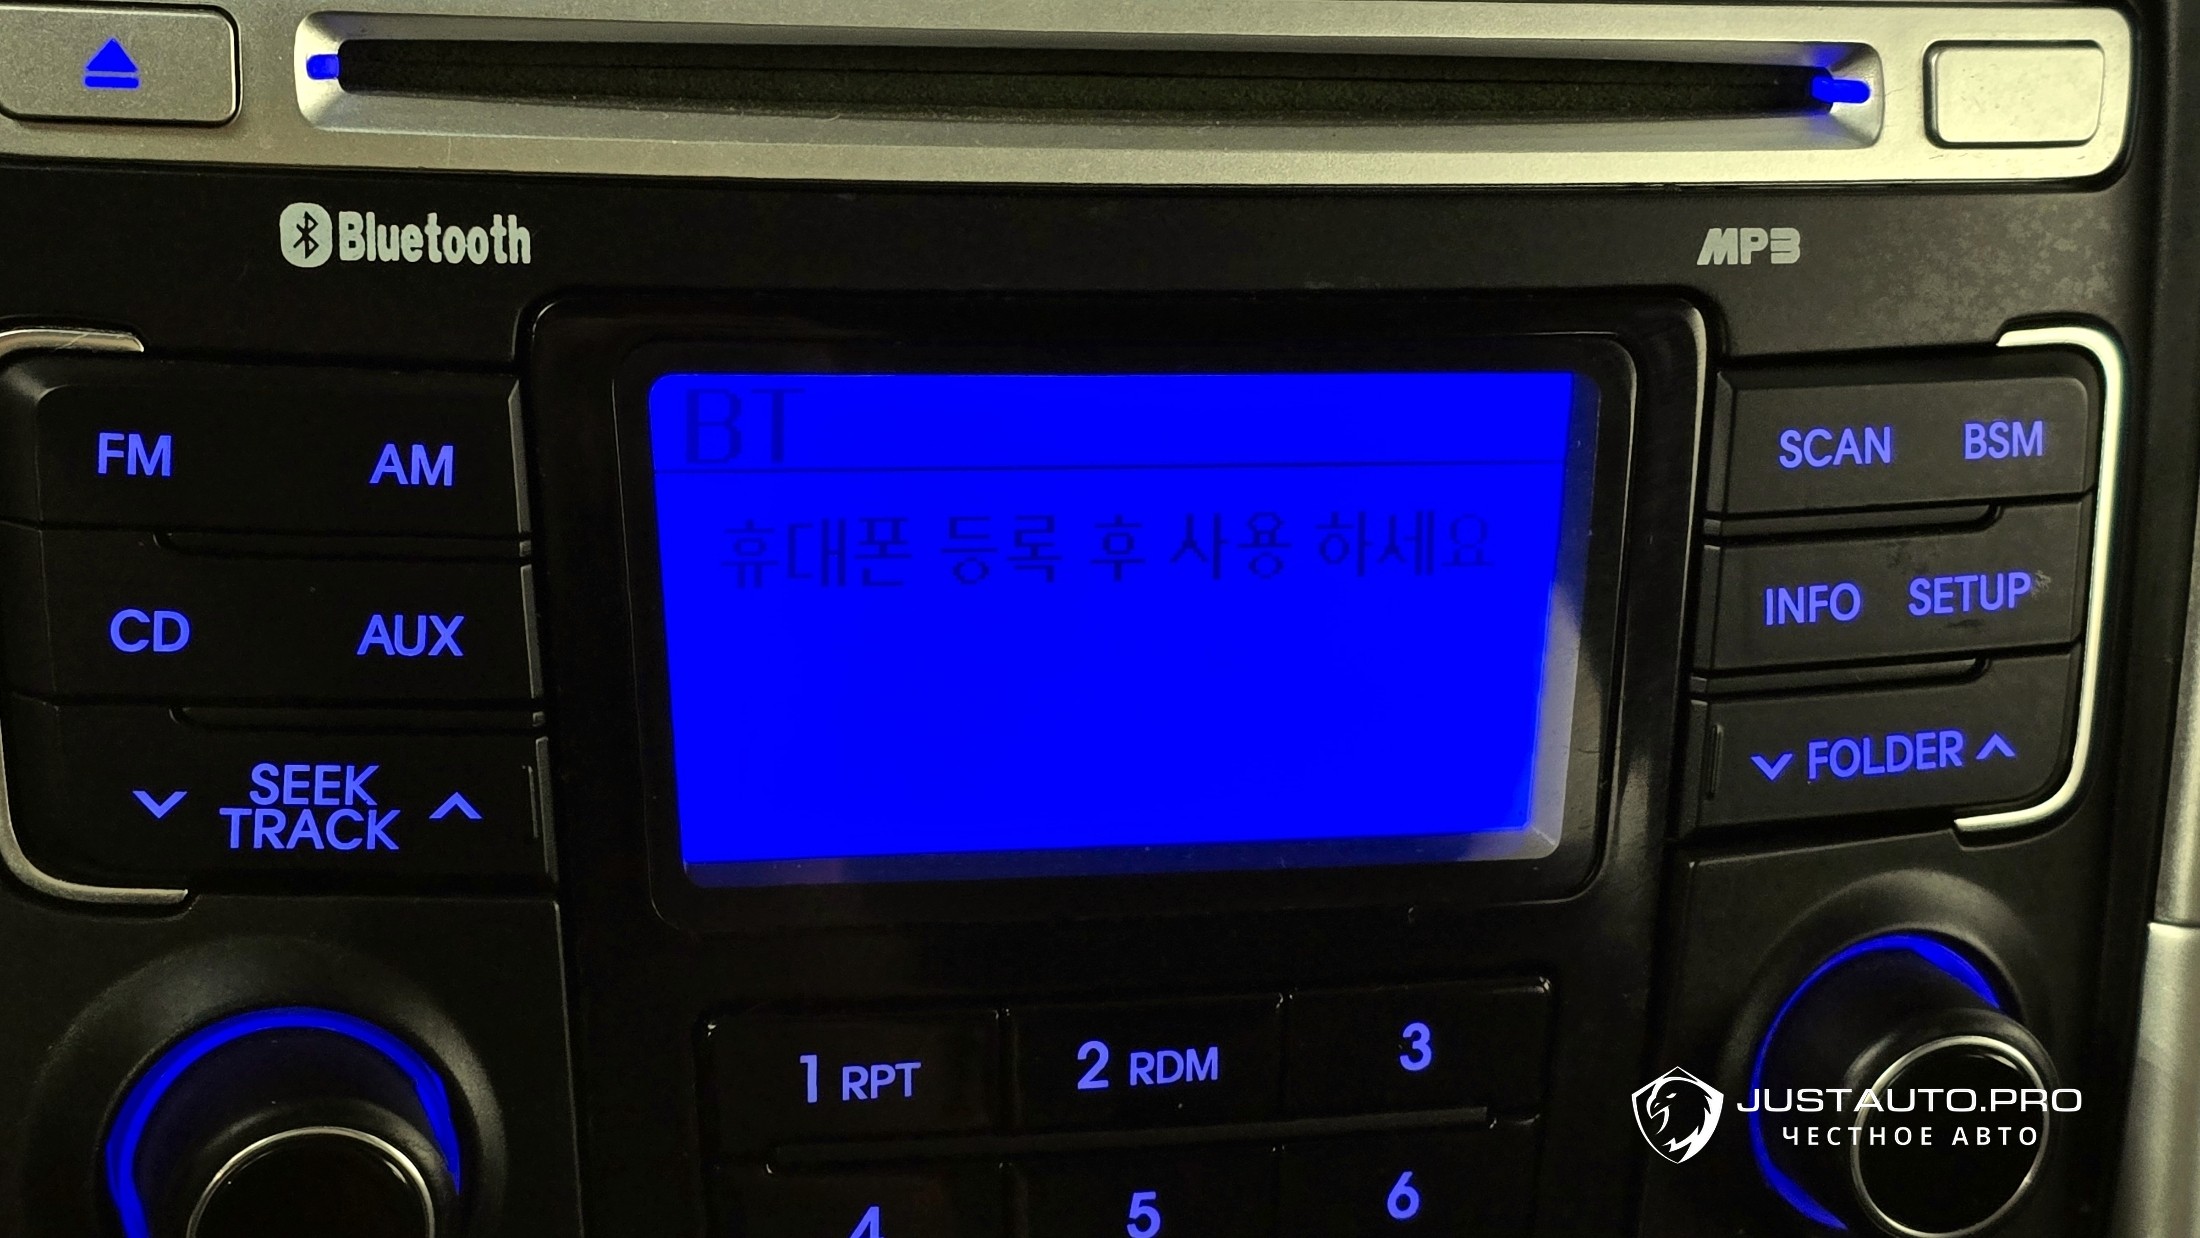 Bluetooth
MP3
FM
AM
CD
AUX
SEEK
TRACK
BT
휴대폰 등록 후 사용 하세요
SCAN
BSM
INFO
SETUP
FOLDER
1 RPT
2 RDM
3
4
5
6
JUSTAUTO.PRO
ЧЕСТНОЕ АВТО